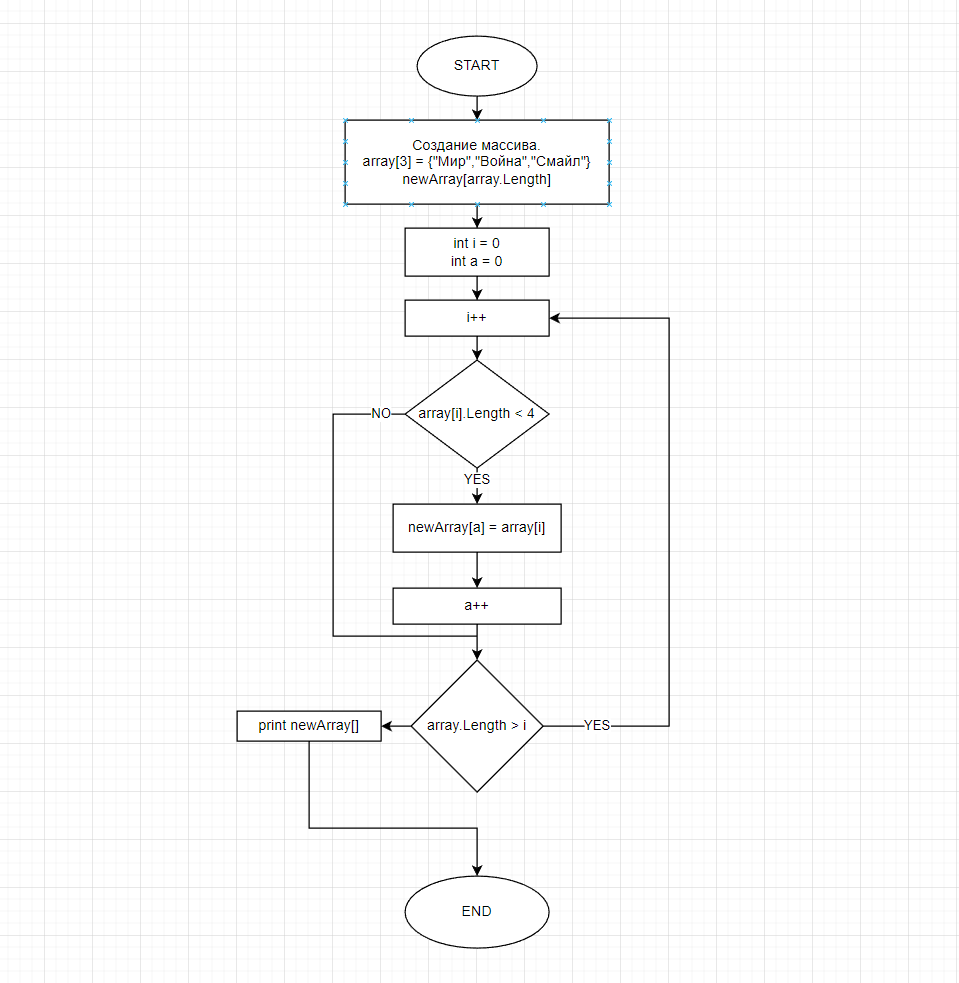 START
Создание массива.
array[3] = {"Мир","Война","Смайл"}
newArray[array.Length]
int i = 0
int a = 0
i++
array[i].Length < 4
NO
YES
newArray[a] = array[i]
a++
array.Length > i
YES
print newArray[]
END